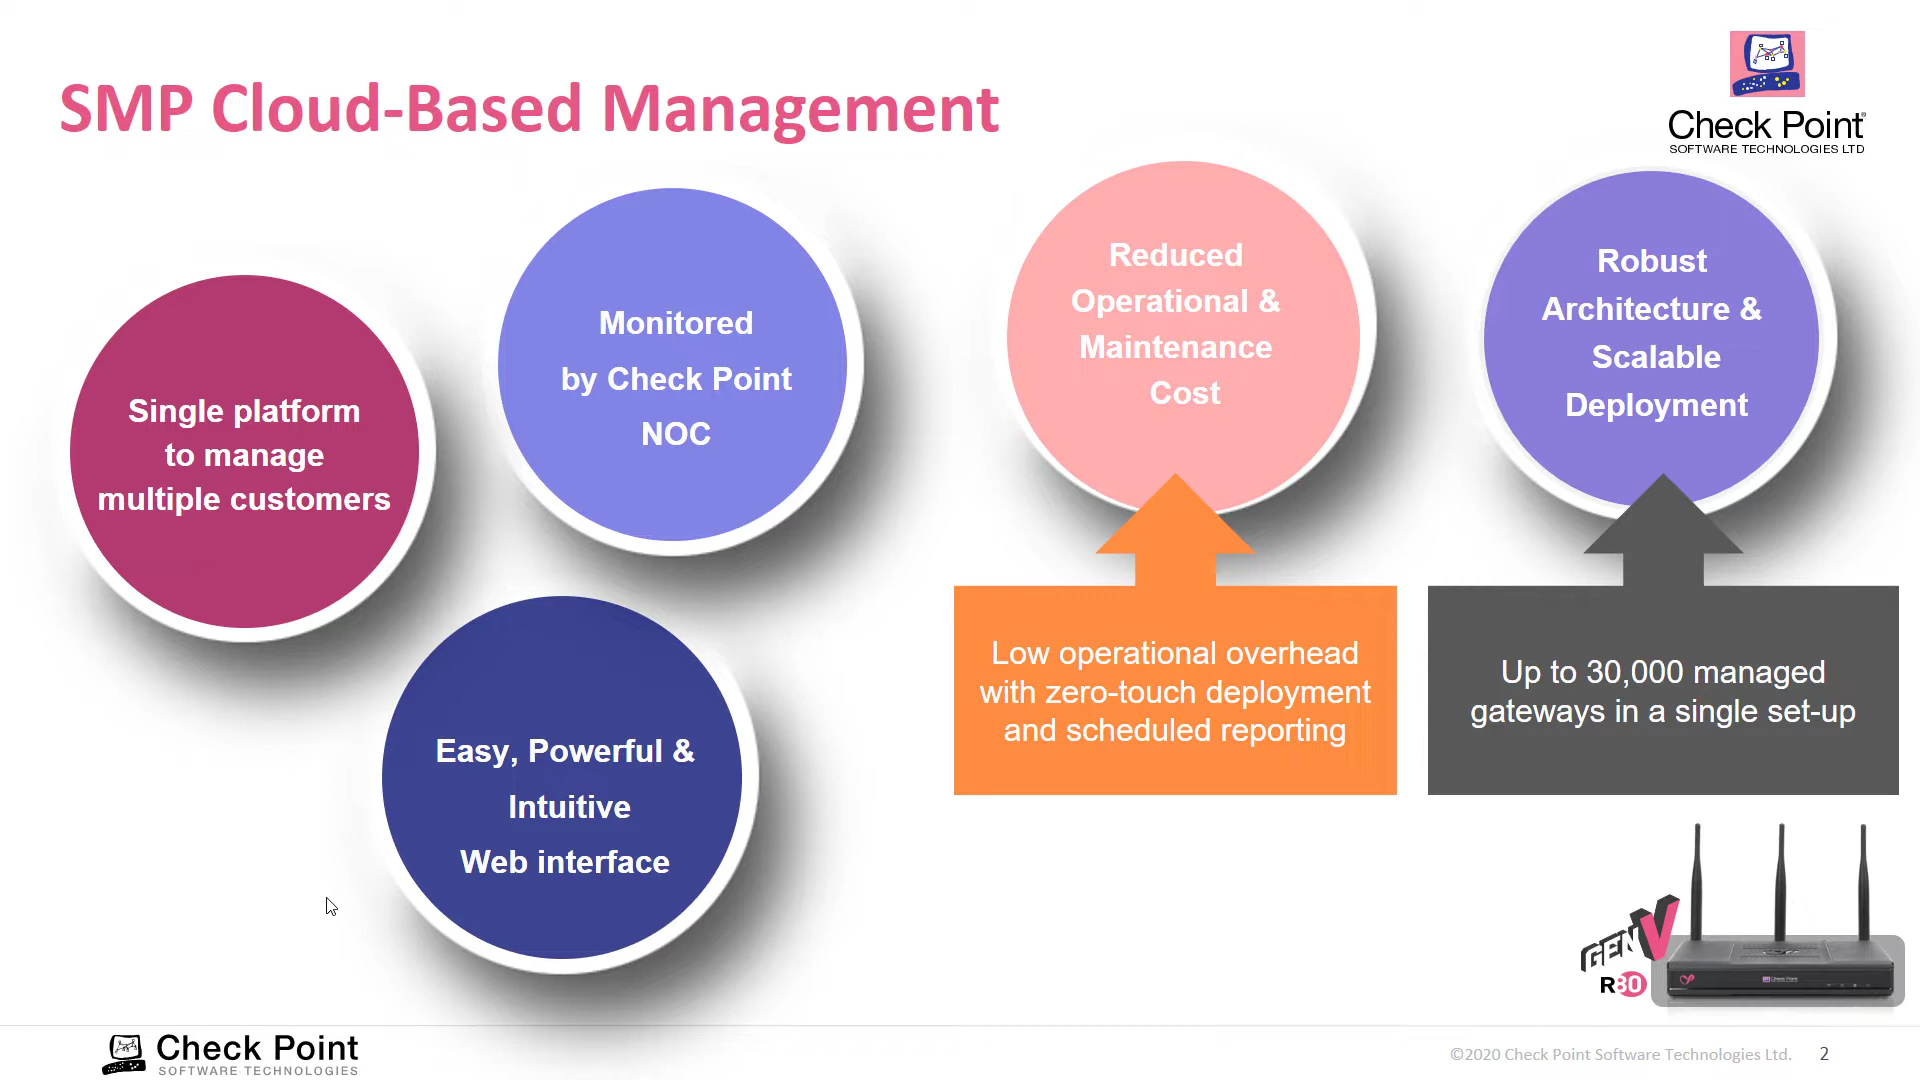 SMP Cloud-Based Management
Check Point
SOFTWARE TECHNOLOGIES LTD
Single platform
to manage
multiple customers
Monitored
by Check Point
NOC
Easy, Powerful &
Intuitive
Web interface
Reduced
Operational &
Maintenance
Cost
Low operational overhead
with zero-touch deployment
and scheduled reporting
Robust
Architecture &
Scalable
Deployment
Up to 30,000 managed
gateways in a single set-up
GEN V
R80
Check Point
Check Point
SOFTWARE TECHNOLOGIES
©2020 Check Point Software Technologies Ltd.
2